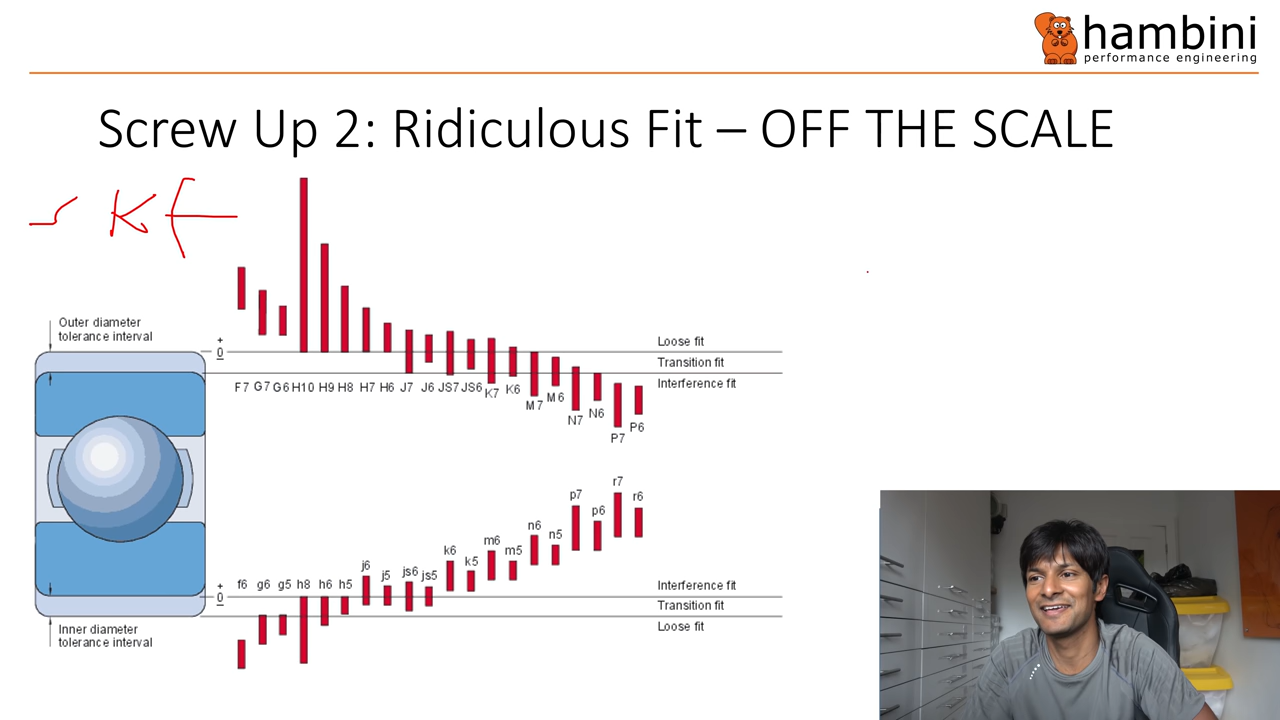 hambini
performance engineering
Screw Up 2: Ridiculous Fit – OFF THE SCALE
K
Outer diameter
tolerance interval
+
0
Loose fit
Transition fit
Interference fit
F7 G7 G6 H10 H9 H8 H7 H6 J7 J6 JS7 JS6 K7 K6 M7 M6 N7 N6 P7 P6
f6 g6 g5 h8 h6 h5 j6 j5 js6 js5 k6 k5 m6 m5 n6 n5 p7 p6 r7 r6
+
0
Interference fit
Transition fit
Loose fit
Inner diameter
tolerance interval